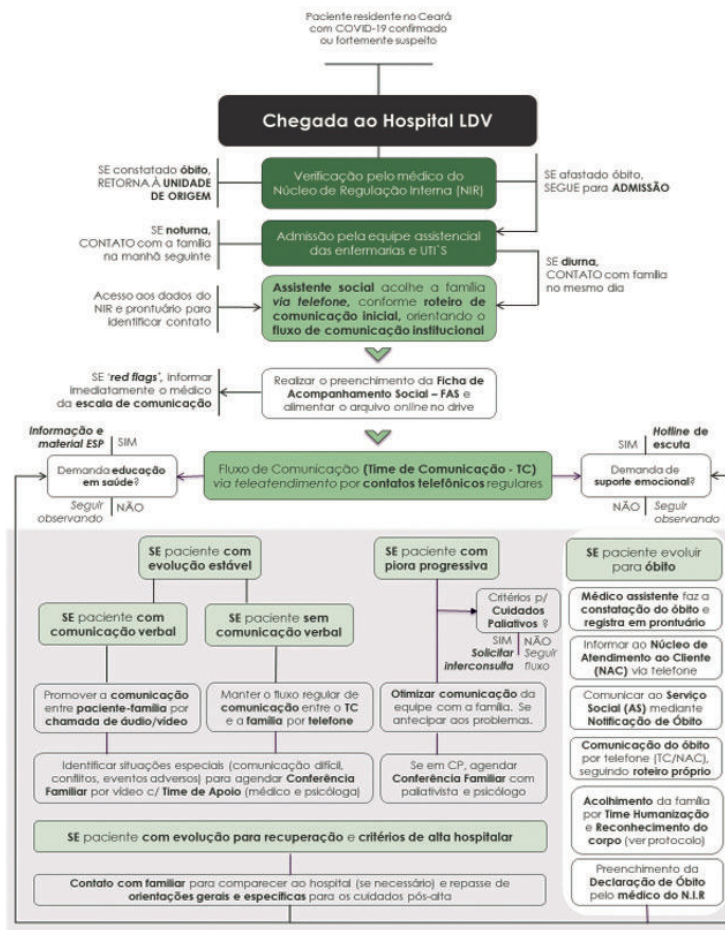 Paciente residente no Ceará
com COVID-19 confirmado
ou fortemente suspeito
Chegada ao Hospital LDV
SE constatado óbito,
RETORNA À UNIDADE
DE ORIGEM
Verificação pelo médico do
Núcleo de Regulação Interna (NIR)
SE afastado óbito,
SEGUE para ADMISSÃO
SE noturna,
CONTATO com a família
na manhã seguinte
Admissão pela equipe assistencial
das enfermarias e UTI´S
SE diurna,
CONTATO com família
no mesmo dia
Acesso aos dados do
NIR e prontuário para
identificar contato
Assistente social acolhe a família
via telefone, conforme roteiro de
comunicação inicial, orientando o
fluxo de comunicação institucional
SE 'red flags', informar
imediatamente o médico
da escala de comunicação
Realizar o preenchimento da Ficha de
Acompanhamento Social – FAS e
alimentar o arquivo online no drive
Informação e
material ESP
SIM
Demanda educação
em saúde?
Seguir
observando
NÃO
Fluxo de Comunicação (Time de Comunicação - TC)
via teleatendimento por contatos telefônicos regulares
SIM
Hotline de
escuta
Demanda de
suporte emocional?
NÃO
Seguir
observando
SE paciente com
evolução estável
SE paciente com
comunicação verbal
SE paciente sem
comunicação verbal
Promover a comunicação
entre paciente-família por
chamada de áudio/vídeo
Manter o fluxo regular de
comunicação entre o TC
e a família por telefone
Identificar situações especiais (comunicação difícil,
conflitos, eventos adversos) para agendar Conferência
Familiar por vídeo c/ Time de Apoio (médico e psicóloga)
SE paciente com
piora progressiva
Critérios p/
Cuidados
Paliativos ?
SIM
NÃO
Solicitar
interconsulta
Seguir
fluxo
Otimizar comunicação da
equipe com a família. Se
antecipar aos problemas.
Se em CP, agendar
Conferência Familiar com
paliativista e psicólogo
SE paciente evoluir
para óbito
Médico assistente faz a
constatação do óbito e
registra em prontuário
Informar ao Núcleo de
Atendimento ao Cliente
(NAC) via telefone
Comunicar ao Serviço
Social (AS) mediante
Notificação de Óbito
Comunicação do óbito
por telefone (TC/NAC),
seguindo roteiro próprio
Acolhimento da família
por Time Humanização
e Reconhecimento do
corpo (ver protocolo)
Preenchimento da
Declaração de Óbito
pelo médico do N.I.R
SE paciente com evolução para recuperação e critérios de alta hospitalar
Contato com familiar para comparecer ao hospital (se necessário) e repasse de
orientações gerais e específicas para os cuidados pós-alta